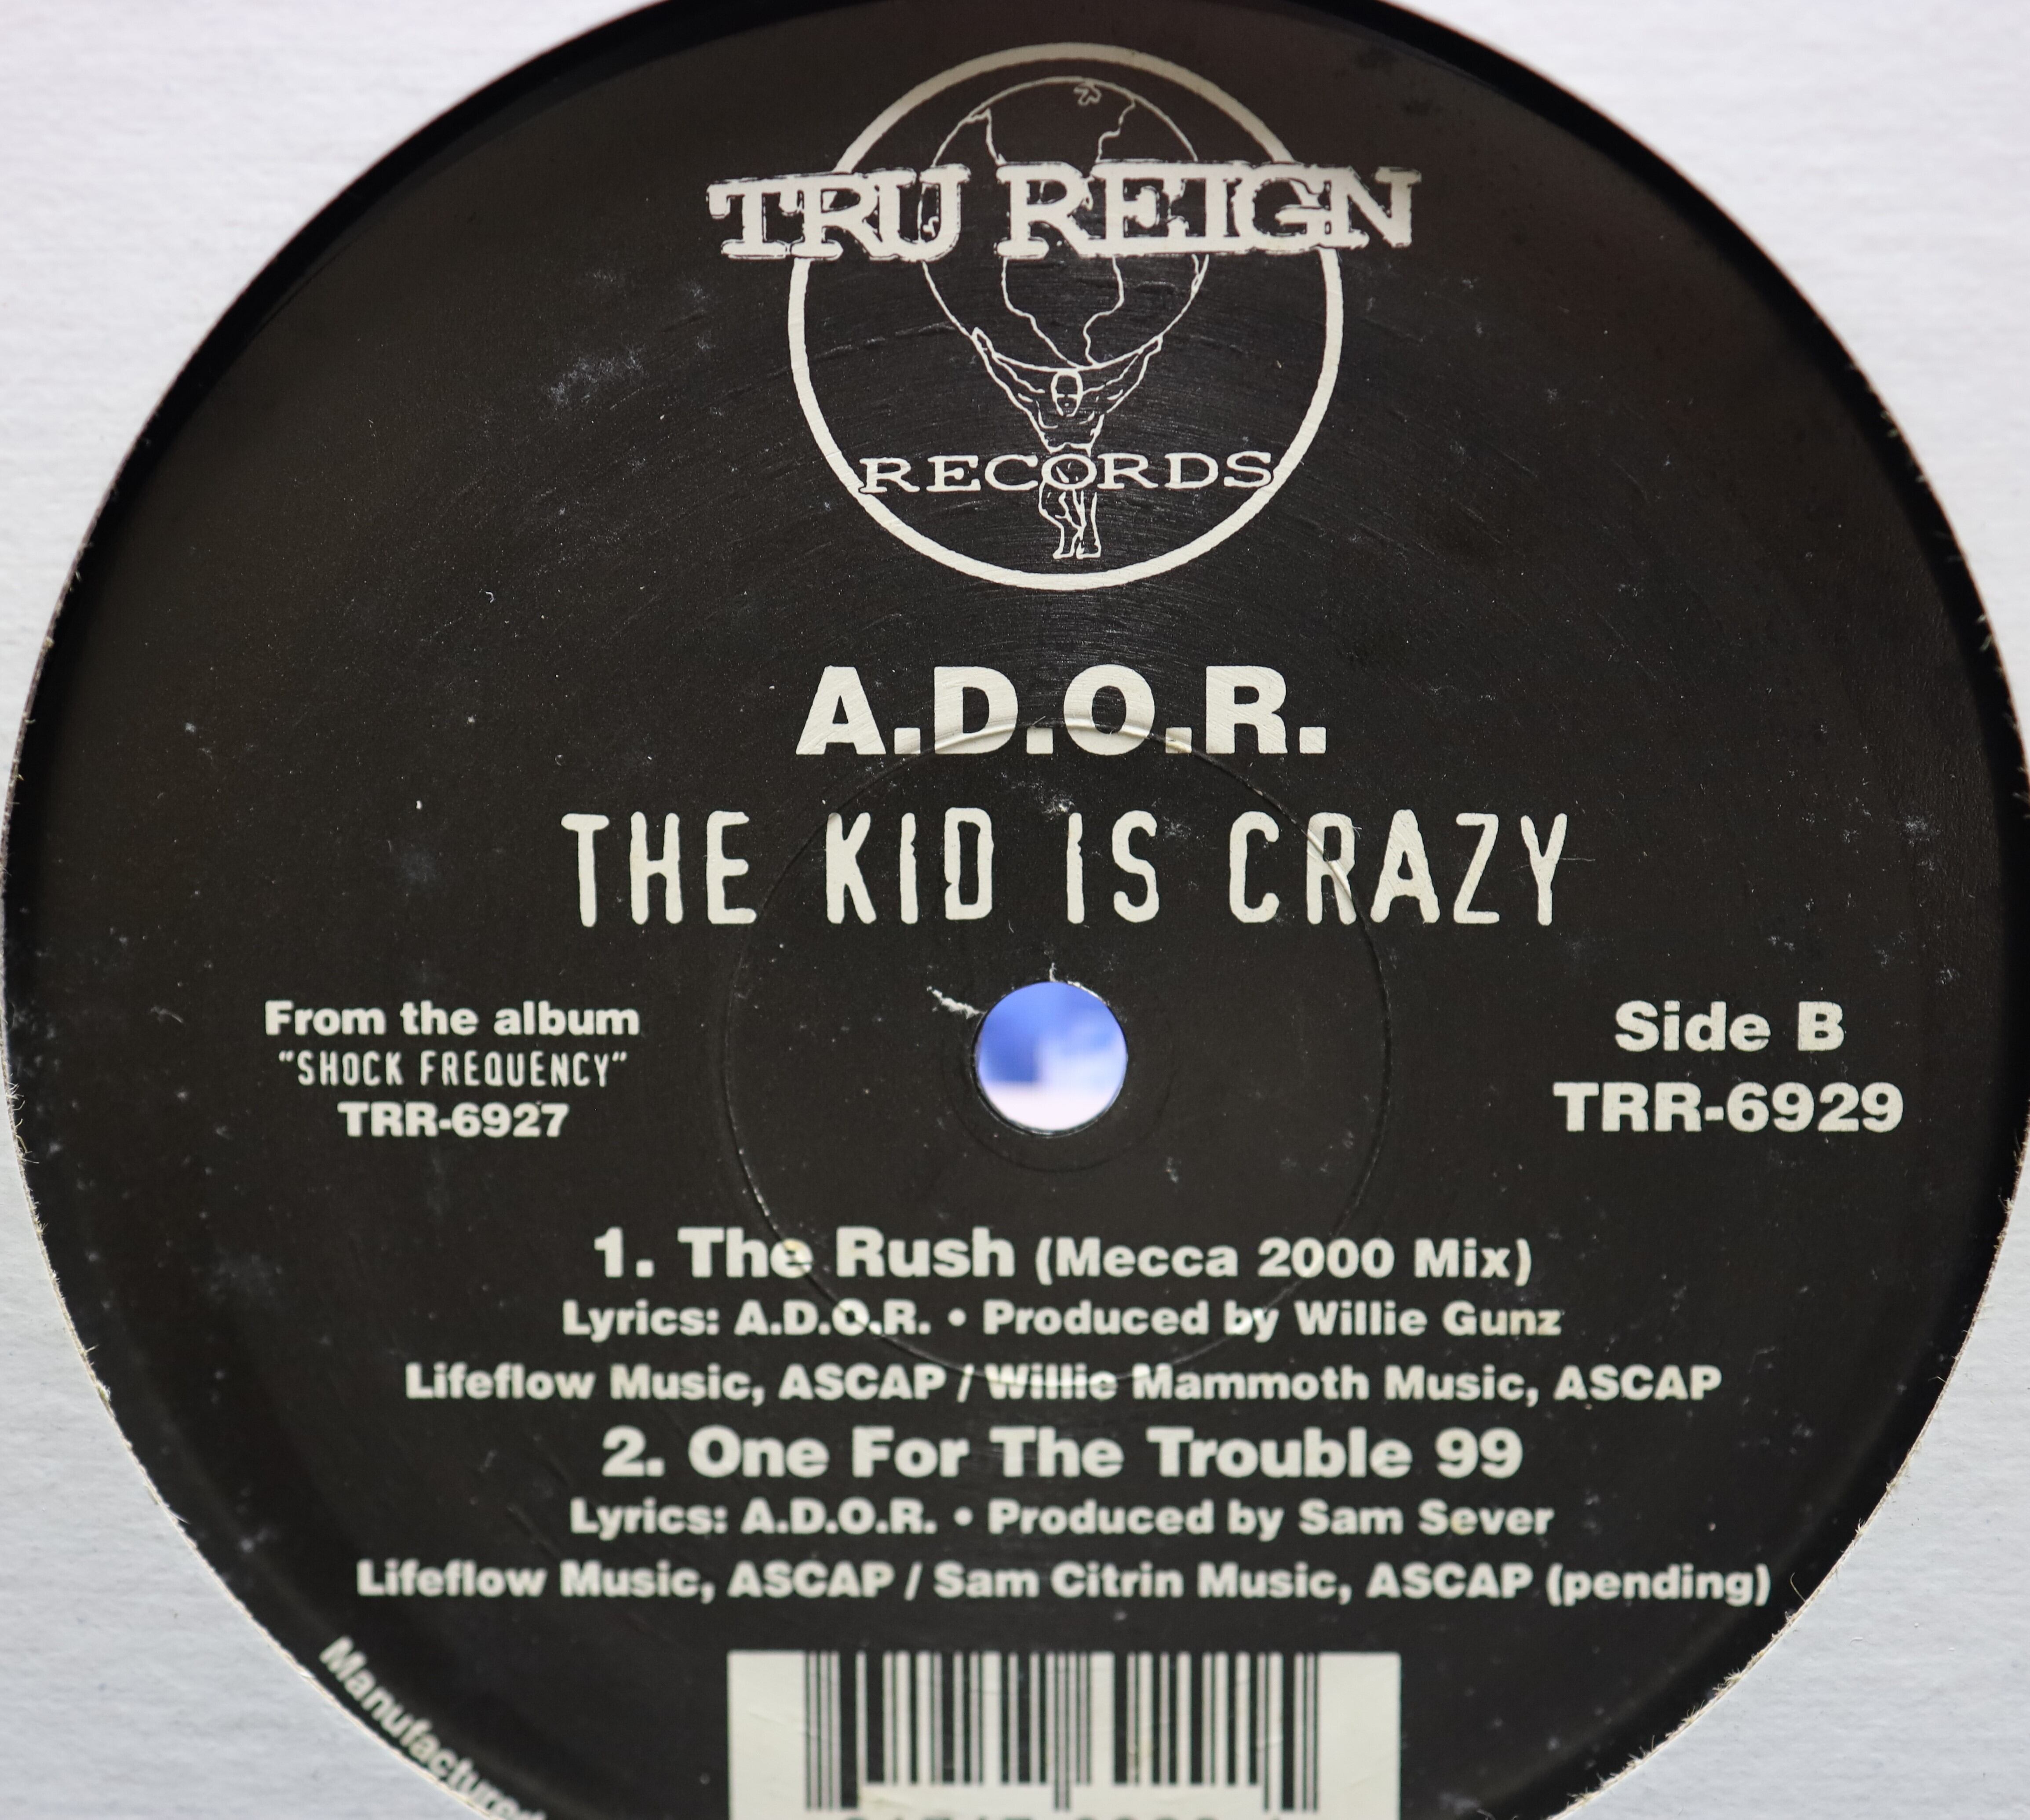 TRU REIGN
RECORDS
A.D.O.R.
THE KID IS CRAZY
From the album
"SHOCK FREQUENCY"
TRR-6927
Side B
TRR-6929
1. The Rush (Mecca 2000 Mix)
Lyrics: A.D.O.R. • Produced by Willie Gunz
Lifeflow Music, ASCAP / Willie Mammoth Music, ASCAP
2. One For The Trouble 99
Lyrics: A.D.O.R. • Produced by Sam Sever
Lifeflow Music, ASCAP / Sam Citrin Music, ASCAP (pending)
Manufactured